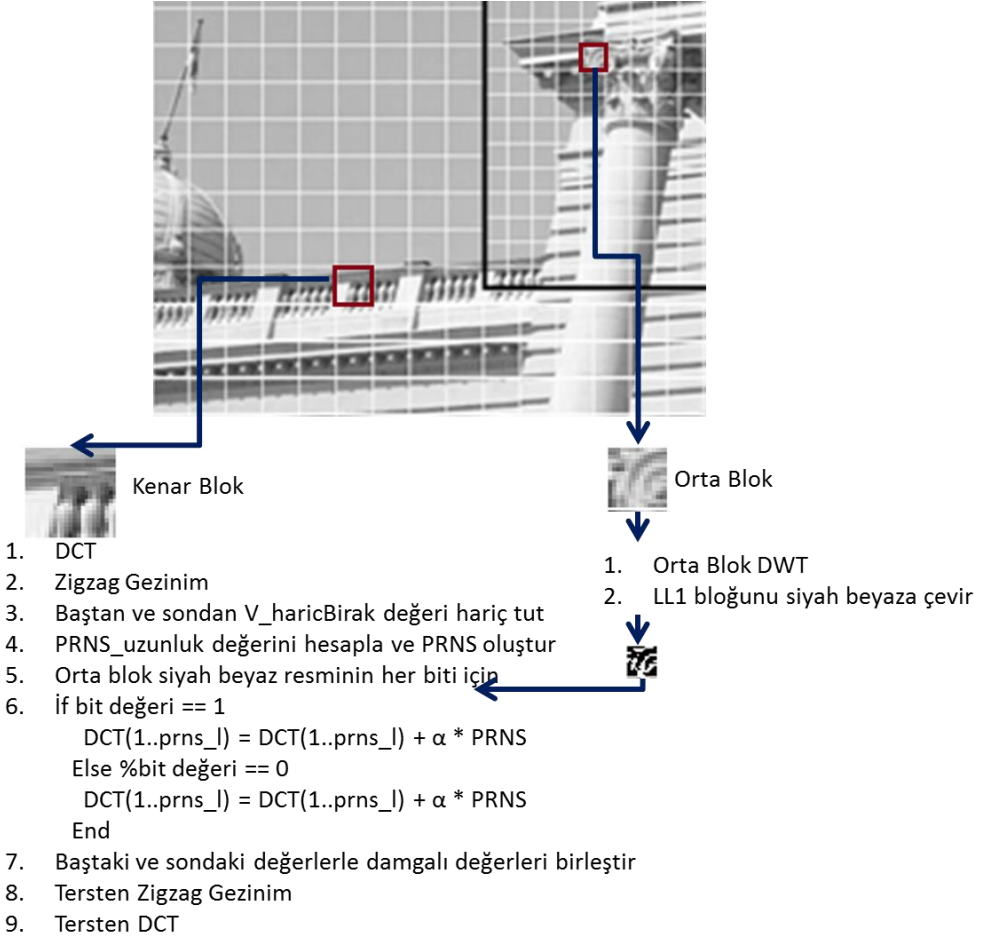 Kenar Blok
Orta Blok
1. DCT
2. Zigzag Gezinim
3. Baştan ve sondan V_haricBirak değeri hariç tut
4. PRNS_uzunluk değerini hesapla ve PRNS oluştur
5. Orta blok siyah beyaz resminin her biti için
6. İf bit değeri == 1
DCT(1..prns_l) = DCT(1..prns_l) + α * PRNS
Else %bit değeri == 0
DCT(1..prns_l) = DCT(1..prns_l) + α * PRNS
End
7. Baştaki ve sondaki değerlerle damgalı değerleri birleştir
8. Tersten Zigzag Gezinim
9. Tersten DCT
1. Orta Blok DWT
2. LL1 bloğunu siyah beyaza çevir